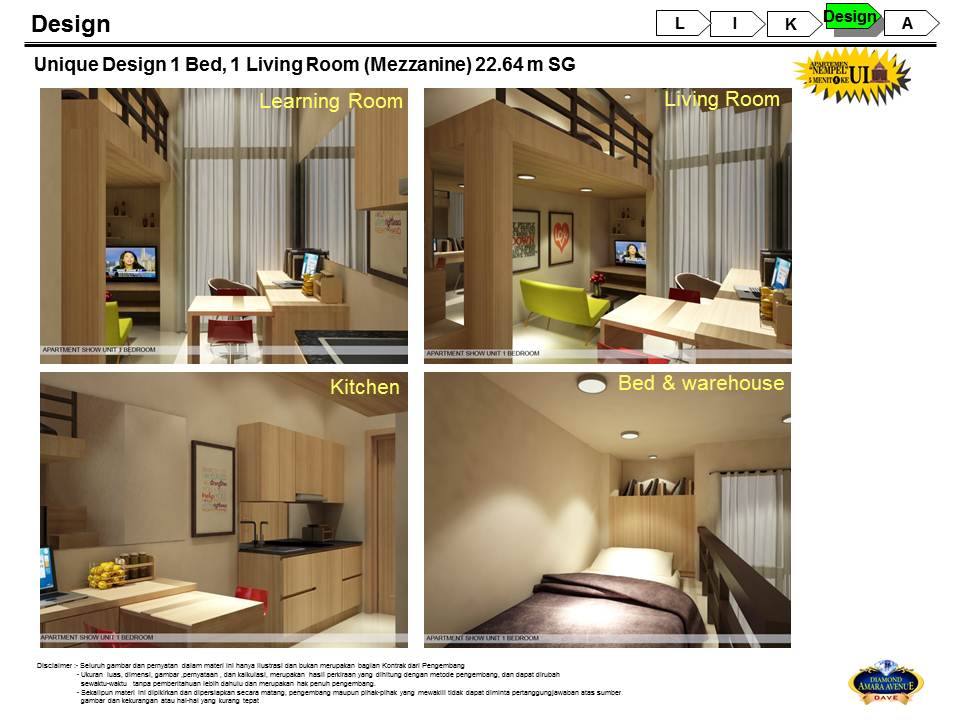 Design
L I K Design A
Unique Design 1 Bed, 1 Living Room (Mezzanine) 22.64 m SG
APARTEMEN
"NEMPEL" UI
5 MENIT KE
Learning Room
APARTMENT SHOW UNIT 1 BEDROOM
Living Room
LOVE
APARTMENT SHOW UNIT 1 BEDROOM
Kitchen
APARTMENT SHOW UNIT 1 BEDROOM
Bed & warehouse
APARTMENT SHOW UNIT 1 BEDROOM
Disclaimer :- Seluruh gambar dan pernyatan dalam materi ini hanya ilustrasi dan bukan merupakan bagian Kontrak dari Pengembang
- Ukuran luas, dimensi, gambar ,pernyataan , dan kalkulasi, merupakan hasil perkiraan yang dihitung dengan metode pengembang, dan dapat dirubah
sewaktu-waktu tanpa pemberitahuan lebih dahulu dan merupakan hak penuh pengembang.
- Sekalipun materi ini dipikirkan dan dipersiapkan secara matang, pengembang maupun pihak-pihak yang mewakili tidak dapat diminta pertanggungjawaban atas sumber
gambar dan kekurangan atau hal-hal yang kurang tepat
DIAMOND
AMARA AVENUE
DAVE